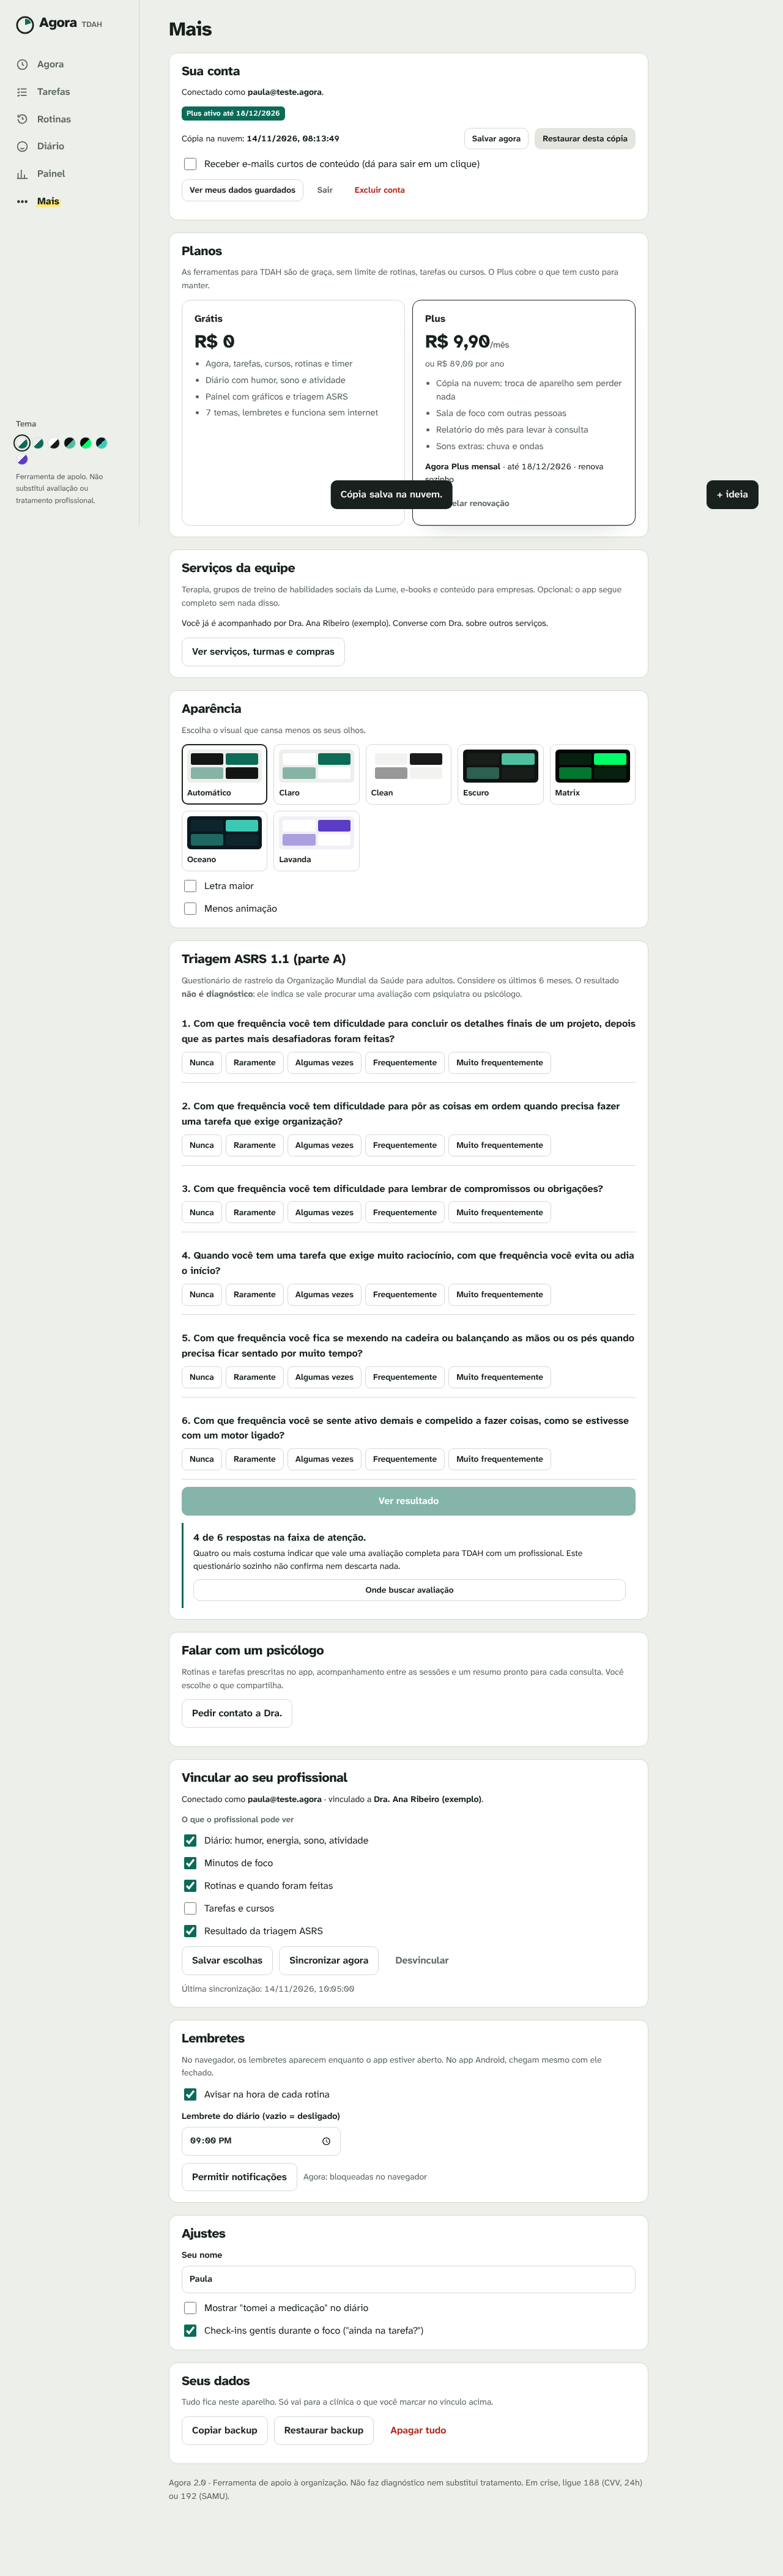 Agora TDAH
Agora
Tarefas
Rotinas
Diário
Painel
Mais
Tema
Ferramenta de apoio. Não
substitui avaliação ou
tratamento profissional.
Mais
Sua conta
Conectado como paula@teste.agora.
Plus ativo até 18/12/2026
Cópia na nuvem: 14/11/2026, 08:13:49
Salvar agora
Restaurar desta cópia
Receber e-mails curtos de conteúdo (dá para sair em um clique)
Ver meus dados guardados
Sair
Excluir conta
Planos
As ferramentas para TDAH são de graça, sem limite de rotinas, tarefas ou cursos. O Plus cobre o que tem custo para
manter.
Grátis
R$ 0
Agora, tarefas, cursos, rotinas e timer
Diário com humor, sono e atividade
Painel com gráficos e triagem ASRS
7 temas, lembretes e funciona sem internet
Plus
R$ 9,90/mês
ou R$ 89,00 por ano
Cópia na nuvem: troca de aparelho sem perder
nada
Sala de foco com outras pessoas
Relatório do mês para levar à consulta
Sons extras: chuva e ondas
Agora Plus mensal · até 18/12/2026 · renova
sozinho
elar renovação
Cópia salva na nuvem.
+ ideia
Serviços da equipe
Terapia, grupos de treino de habilidades sociais da Lume, e-books e conteúdo para empresas. Opcional: o app segue
completo sem nada disso.
Você já é acompanhado por Dra. Ana Ribeiro (exemplo). Converse com Dra. sobre outros serviços.
Ver serviços, turmas e compras
Aparência
Escolha o visual que cansa menos os seus olhos.
Automático
Claro
Clean
Escuro
Matrix
Oceano
Lavanda
Letra maior
Menos animação
Triagem ASRS 1.1 (parte A)
Questionário de rastreio da Organização Mundial da Saúde para adultos. Considere os últimos 6 meses. O resultado
não é diagnóstico: ele indica se vale procurar uma avaliação com psiquiatra ou psicólogo.
1. Com que frequência você tem dificuldade para concluir os detalhes finais de um projeto, depois
que as partes mais desafiadoras foram feitas?
Nunca Raramente Algumas vezes Frequentemente Muito frequentemente
2. Com que frequência você tem dificuldade para pôr as coisas em ordem quando precisa fazer
uma tarefa que exige organização?
Nunca Raramente Algumas vezes Frequentemente Muito frequentemente
3. Com que frequência você tem dificuldade para lembrar de compromissos ou obrigações?
Nunca Raramente Algumas vezes Frequentemente Muito frequentemente
4. Quando você tem uma tarefa que exige muito raciocínio, com que frequência você evita ou adia
o início?
Nunca Raramente Algumas vezes Frequentemente Muito frequentemente
5. Com que frequência você fica se mexendo na cadeira ou balançando as mãos ou os pés quando
precisa ficar sentado por muito tempo?
Nunca Raramente Algumas vezes Frequentemente Muito frequentemente
6. Com que frequência você se sente ativo demais e compelido a fazer coisas, como se estivesse
com um motor ligado?
Nunca Raramente Algumas vezes Frequentemente Muito frequentemente
Ver resultado
4 de 6 respostas na faixa de atenção.
Quatro ou mais costuma indicar que vale uma avaliação completa para TDAH com um profissional. Este
questionário sozinho não confirma nem descarta nada.
Onde buscar avaliação
Falar com um psicólogo
Rotinas e tarefas prescritas no app, acompanhamento entre as sessões e um resumo pronto para cada consulta. Você
escolhe o que compartilha.
Pedir contato a Dra.
Vincular ao seu profissional
Conectado como paula@teste.agora · vinculado a Dra. Ana Ribeiro (exemplo).
O que o profissional pode ver
Diário: humor, energia, sono, atividade
Minutos de foco
Rotinas e quando foram feitas
Tarefas e cursos
Resultado da triagem ASRS
Salvar escolhas
Sincronizar agora
Desvincular
Última sincronização: 14/11/2026, 10:05:00
Lembretes
No navegador, os lembretes aparecem enquanto o app estiver aberto. No app Android, chegam mesmo com ele
fechado.
Avisar na hora de cada rotina
Lembrete do diário (vazio = desligado)
09:00 PM
Permitir notificações
Agora: bloqueadas no navegador
Ajustes
Seu nome
Paula
Mostrar "tomei a medicação" no diário
Check-ins gentis durante o foco ("ainda na tarefa?")
Seus dados
Tudo fica neste aparelho. Só vai para a clínica o que você marcar no vínculo acima.
Copiar backup
Restaurar backup
Apagar tudo
Agora 2.0 · Ferramenta de apoio à organização. Não faz diagnóstico nem substitui tratamento. Em crise, ligue 188 (CVV, 24h)
ou 192 (SAMU).